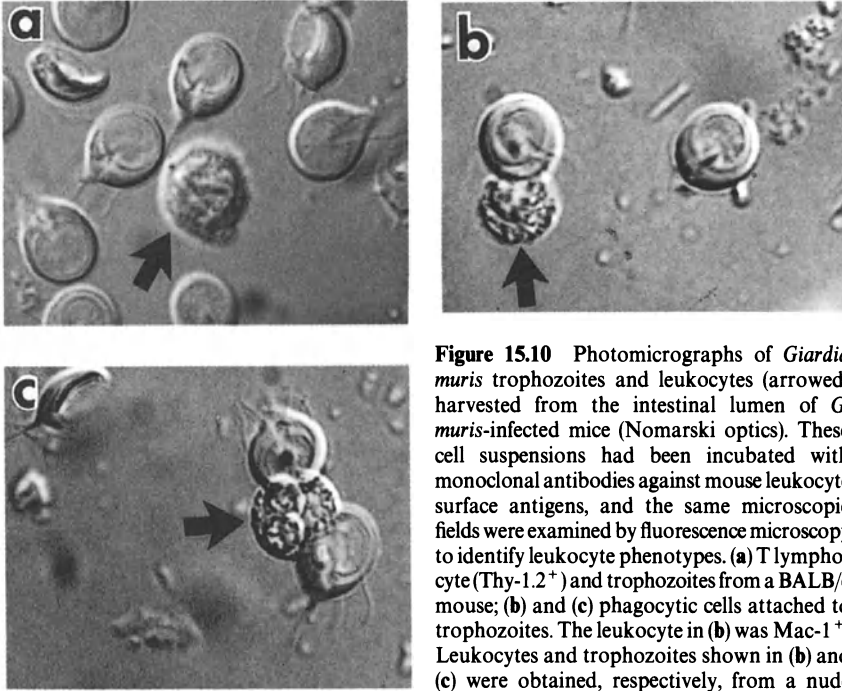 a
b
c
Figure 15.10 Photomicrographs of Giardia
muris trophozoites and leukocytes (arrowed)
harvested from the intestinal lumen of G.
muris-infected mice (Nomarski optics). These
cell suspensions had been incubated with
monoclonal antibodies against mouse leukocyte
surface antigens, and the same microscopic
fields were examined by fluorescence microscopy
to identify leukocyte phenotypes. (a) T lympho-
cyte (Thy-1.2+) and trophozoites from a BALB/c
mouse; (b) and (c) phagocytic cells attached to
trophozoites. The leukocyte in (b) was Mac-1+
Leukocytes and trophozoites shown in (b) and
(c) were obtained, respectively, from a nude